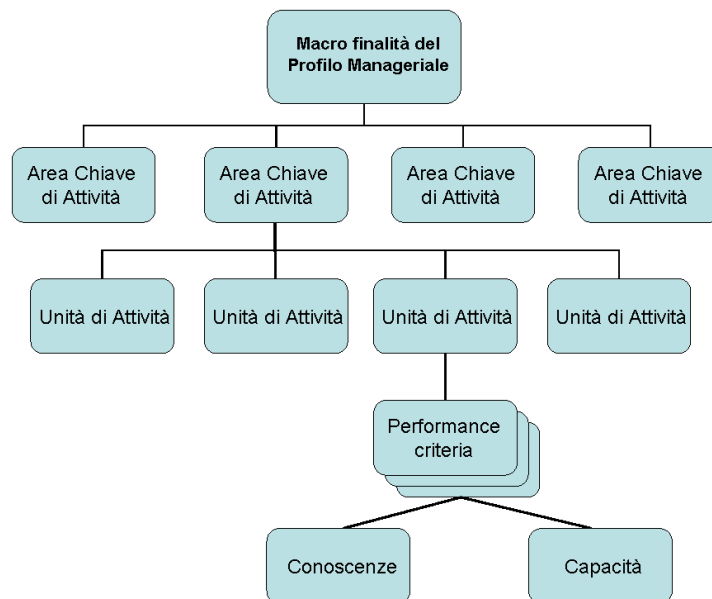 Macro finalità del
Profilo Manageriale
Area Chiave
di Attività
Area Chiave
di Attività
Area Chiave
di Attività
Area Chiave
di Attività
Unità di Attività
Unità di Attività
Unità di Attività
Unità di Attività
Performance
criteria
Conoscenze
Capacità